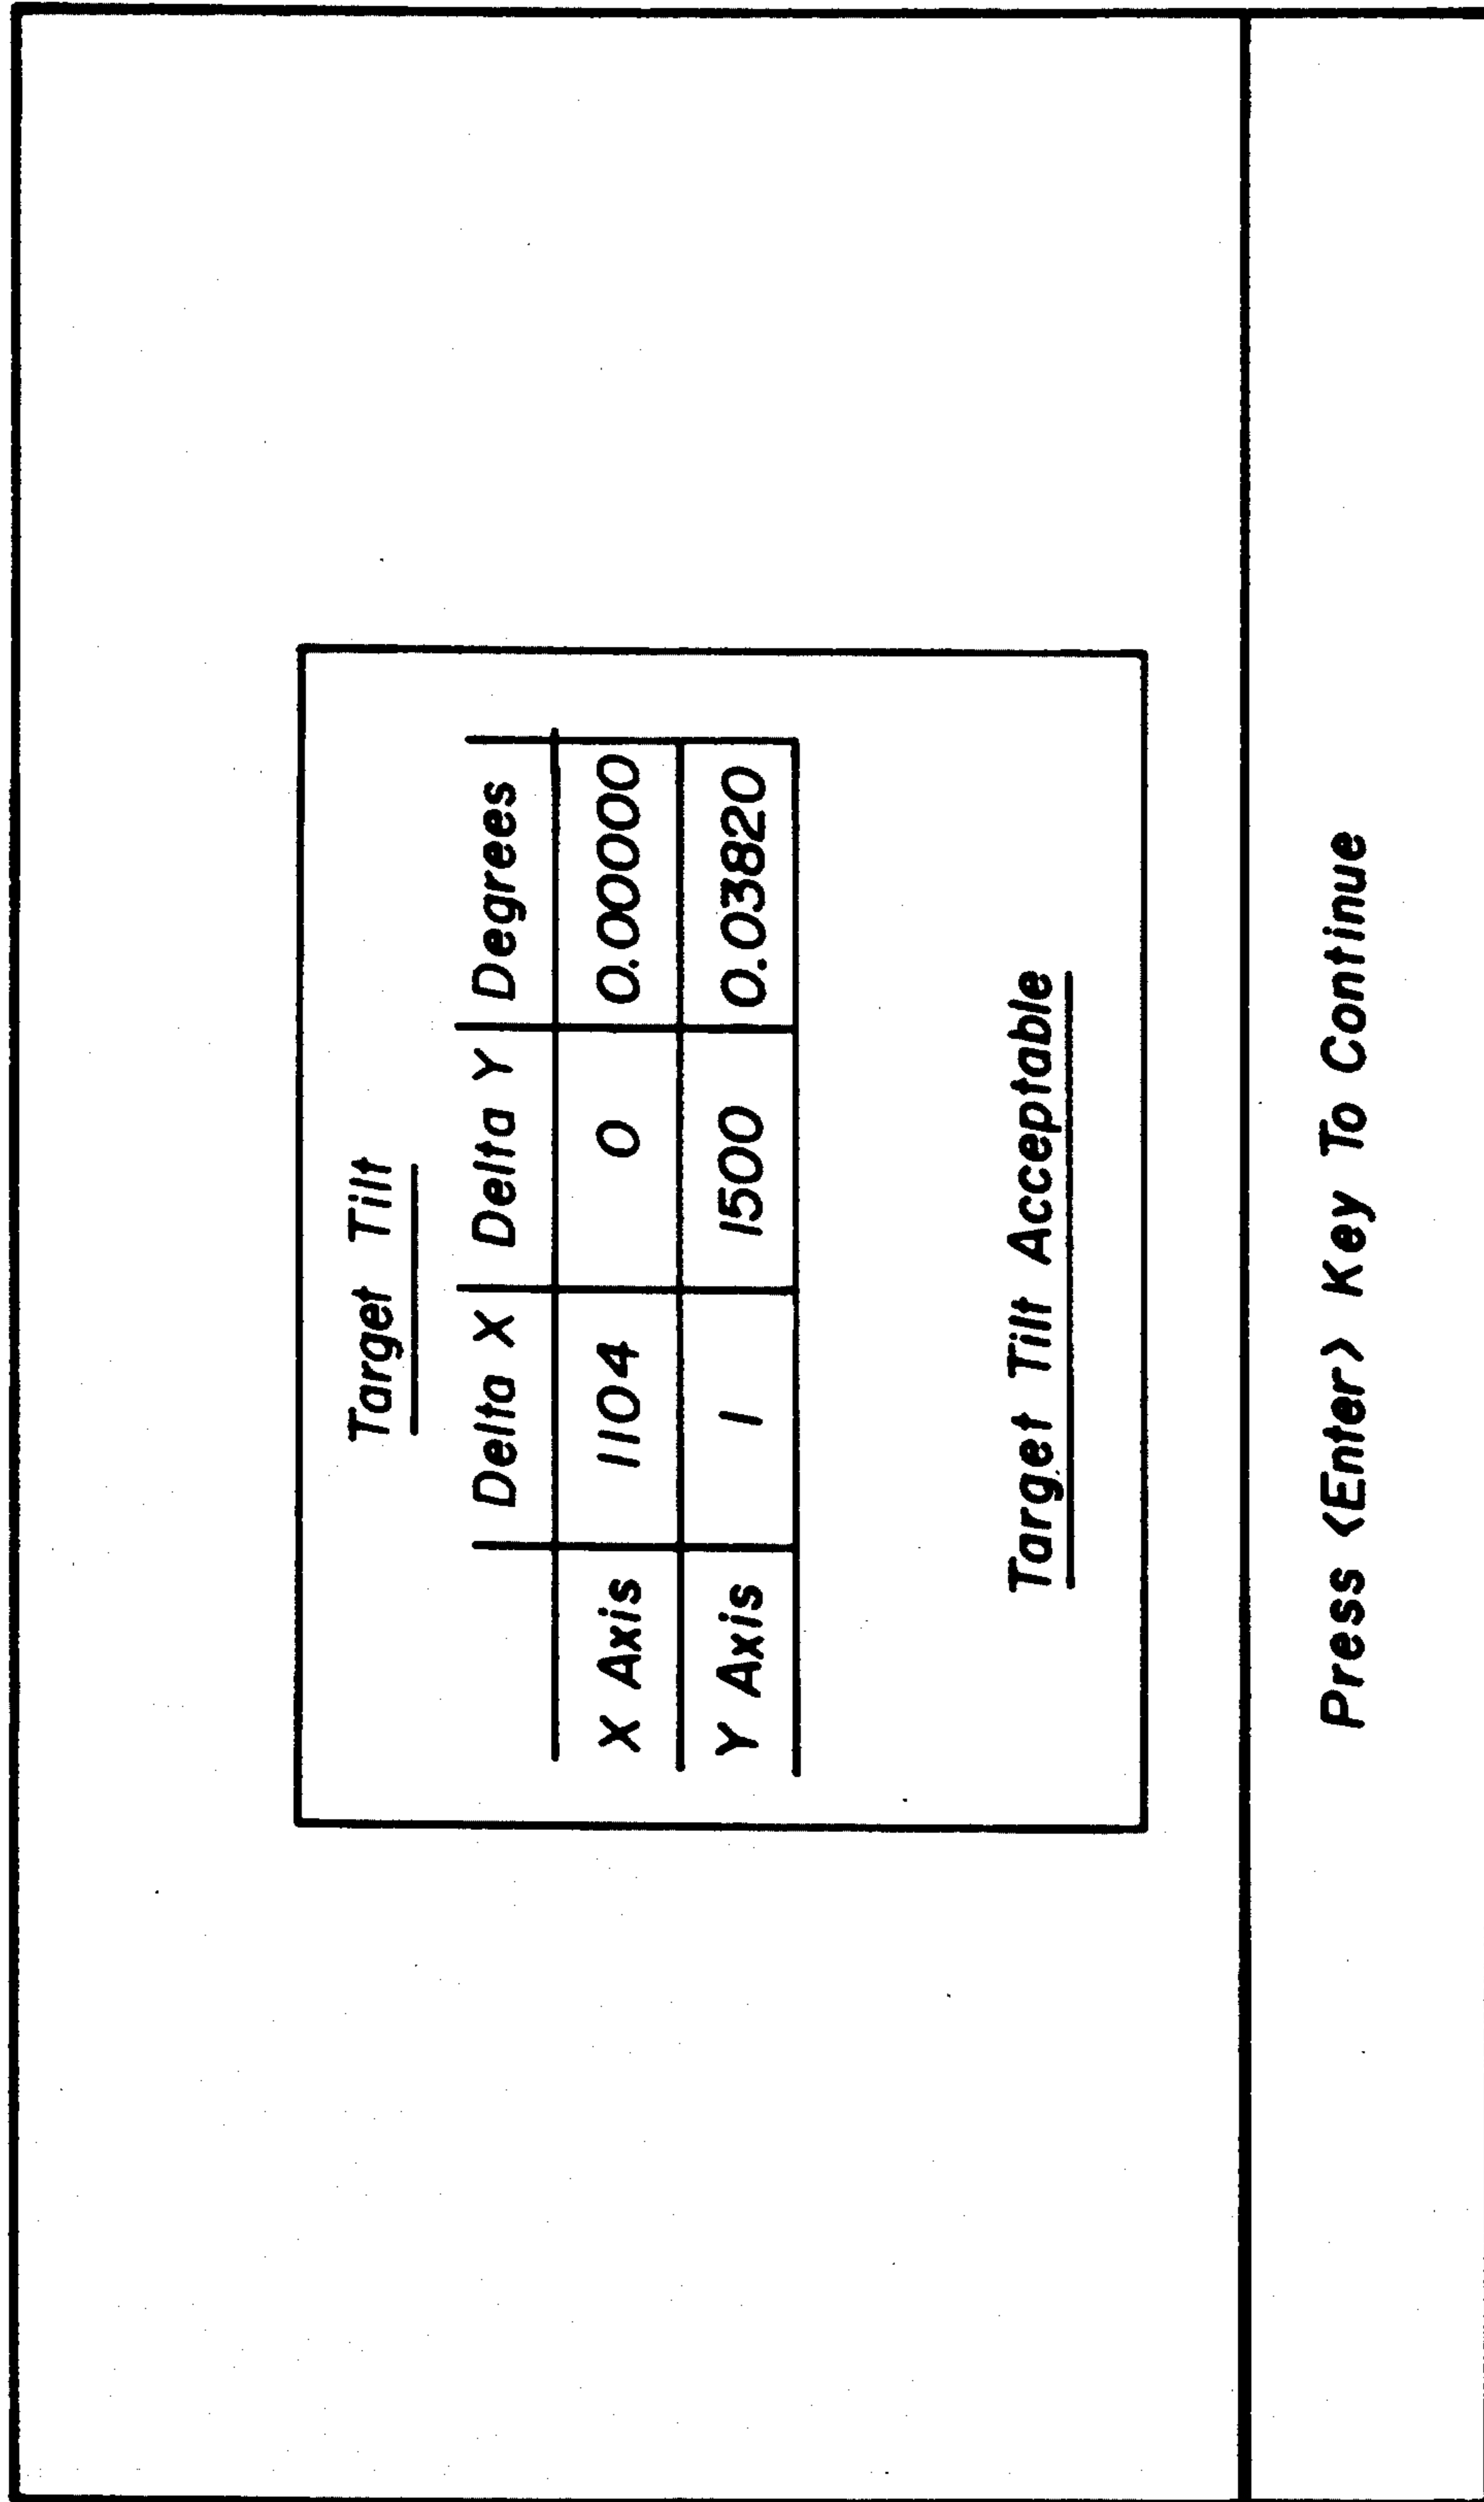 Target Tilt
Delta X Delta Y Degrees
X Axis 1104 0 0.00000
Y Axis 1 1500 0.03820
Target Tilt Acceptable
Press <Enter> Key To Continue